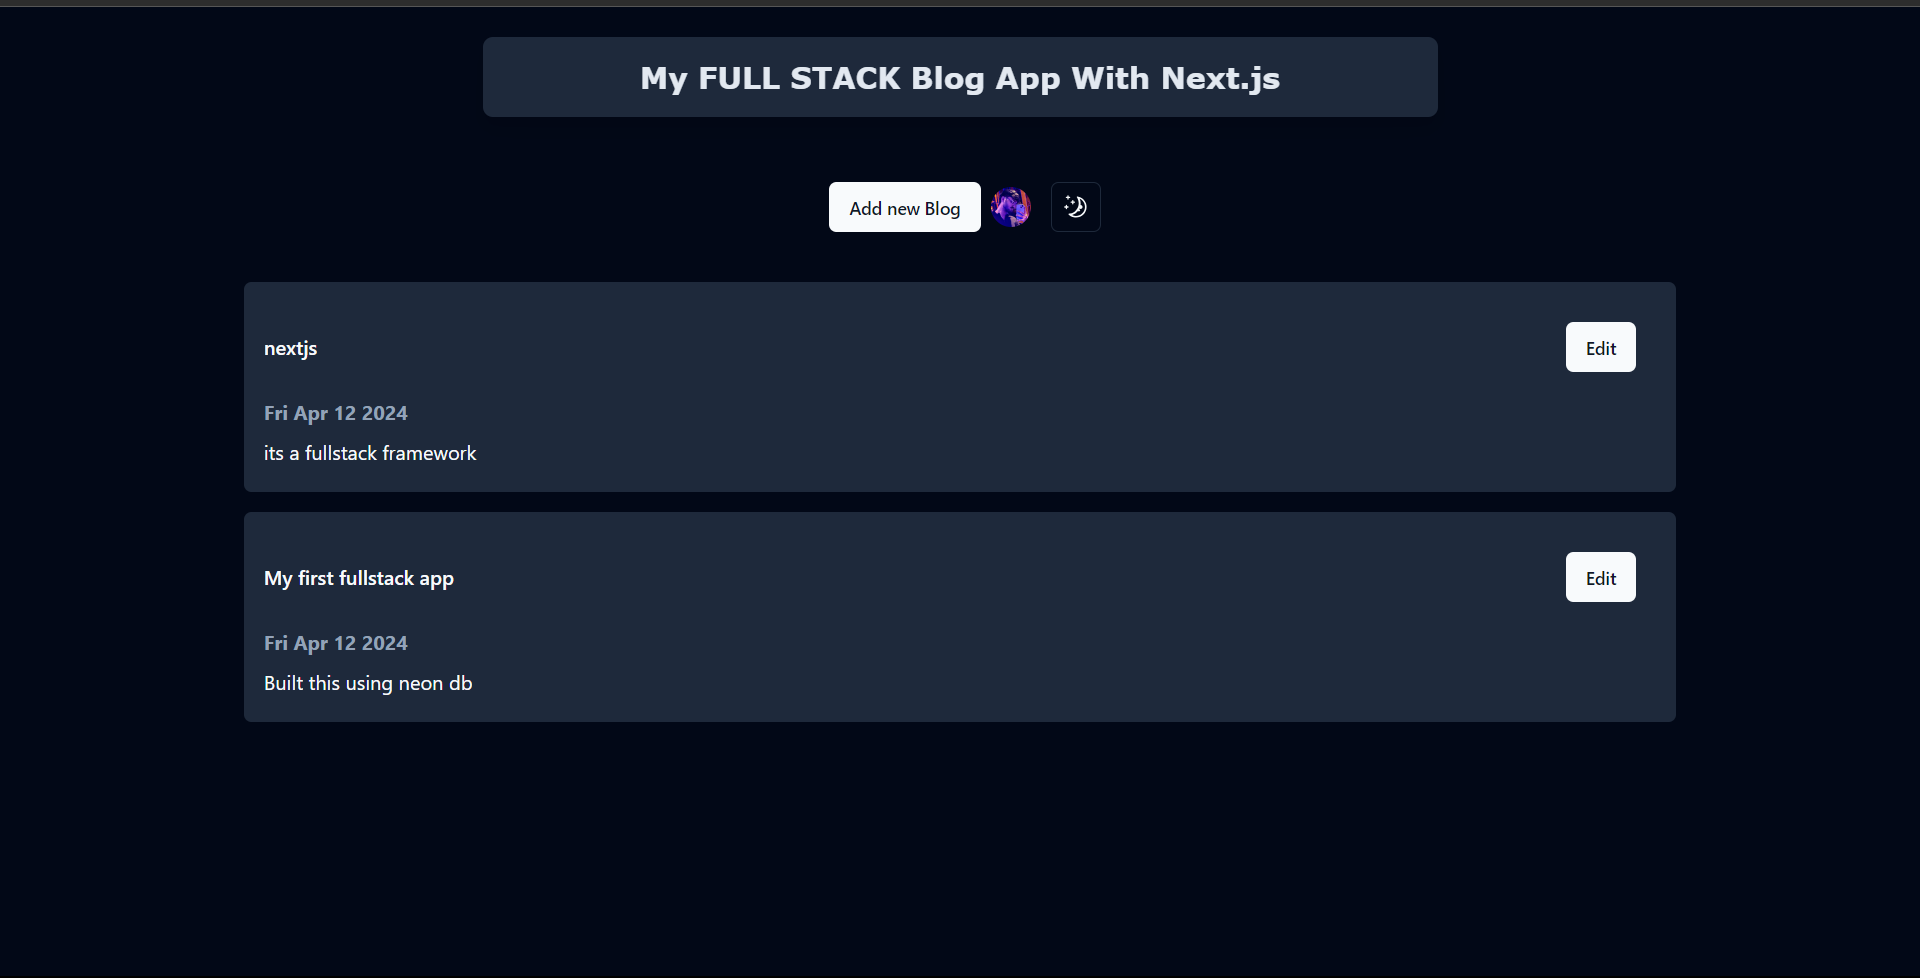 My FULL STACK Blog App With Next.js
Add new Blog
nextjs
Edit
Fri Apr 12 2024
its a fullstack framework
My first fullstack app
Edit
Fri Apr 12 2024
Built this using neon db